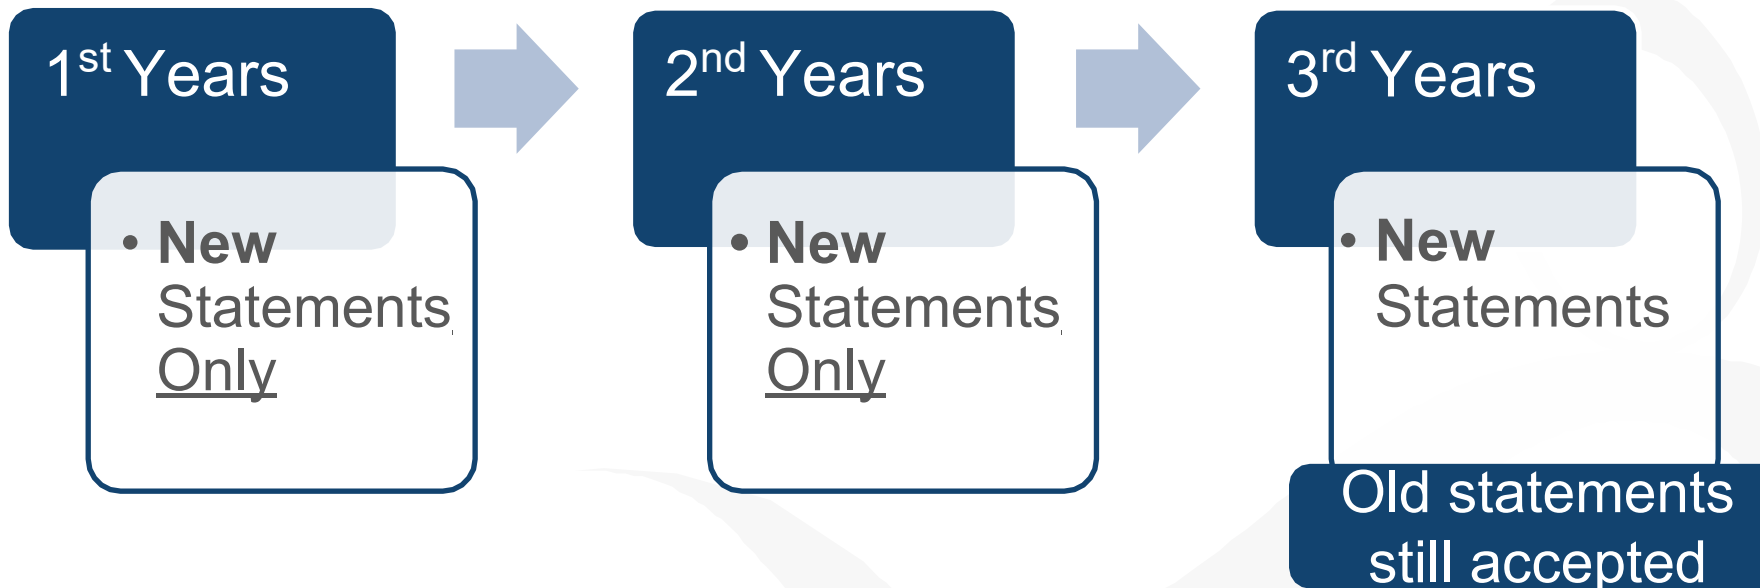 1st Years
• New
Statements
Only
2nd Years
• New
Statements
Only
3rd Years
• New
Statements
Old statements
still accepted